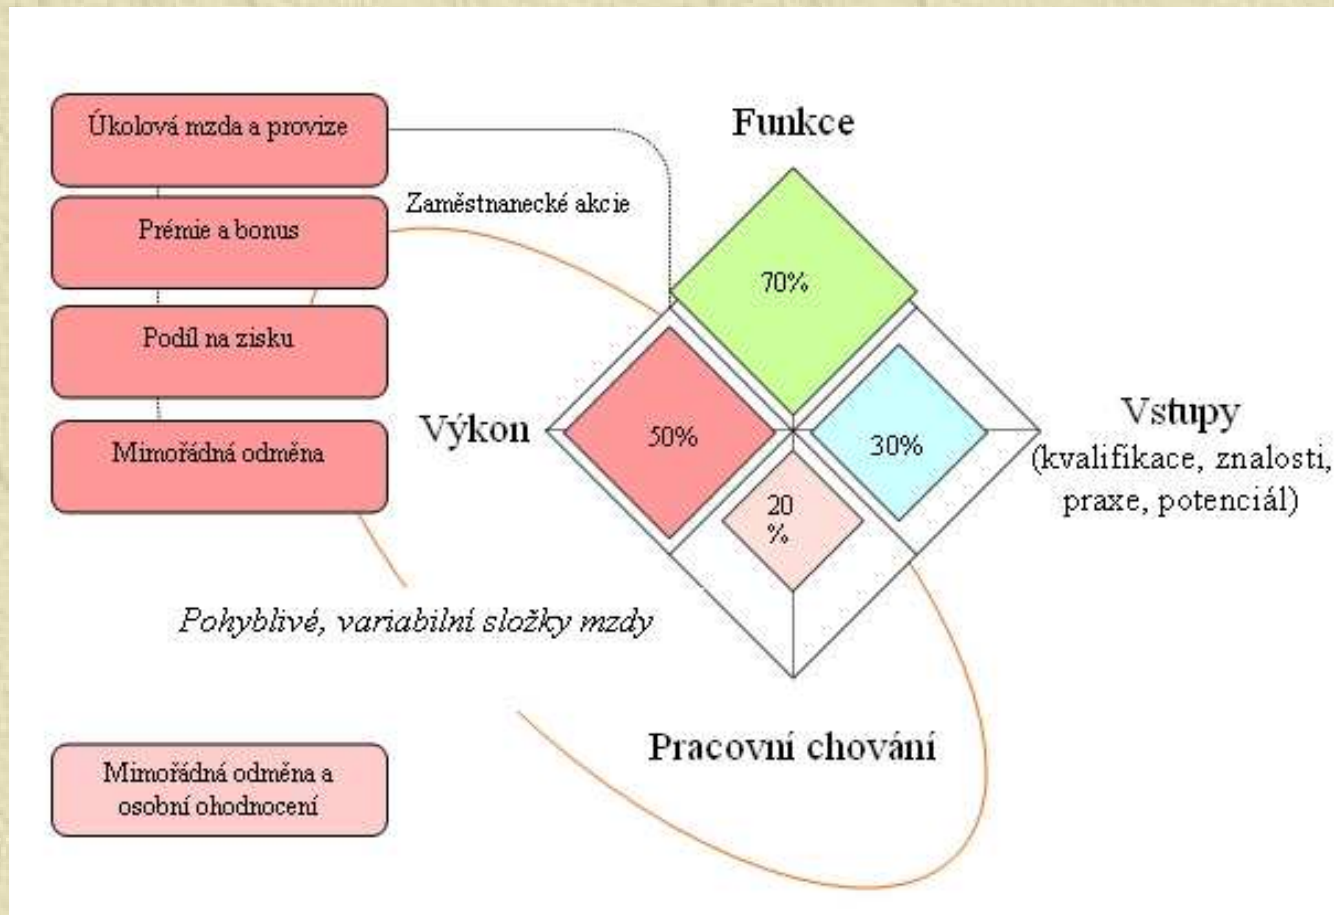 Úkolová mzda a provize
Prémie a bonus
Podíl na zisku
Mimořádná odměna
Zaměstnanecké akcie
Funkce
70%
Výkon
50%
30%
20
%
Vstupy
(kvalifikace, znalosti,
praxe, potenciál)
Pohyblivé, variabilní složky mzdy
Pracovní chování
Mimořádná odměna a
osobní ohodnocení